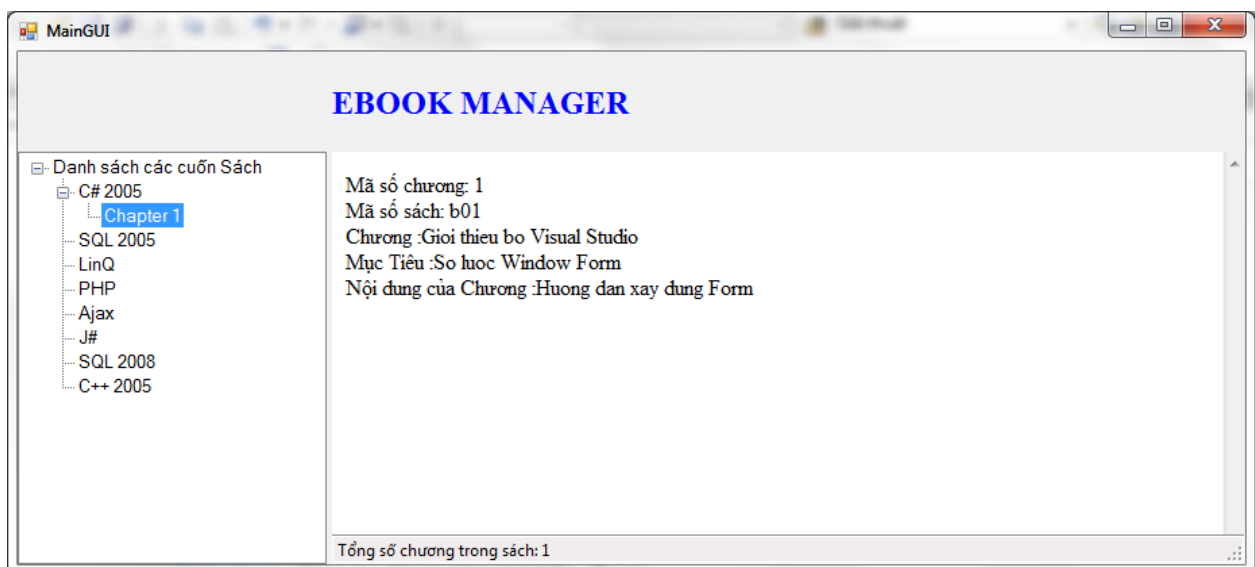 MainGUI
EBOOK MANAGER
Danh sách các cuốn Sách
C# 2005
Chapter 1
SQL 2005
LinQ
PHP
Ajax
J#
SQL 2008
C++ 2005
Mã số chương: 1
Mã số sách: b01
Chương :Gioi thieu bo Visual Studio
Mục Tiêu :So luoc Window Form
Nội dung của Chương :Huong dan xay dung Form
Tổng số chương trong sách: 1